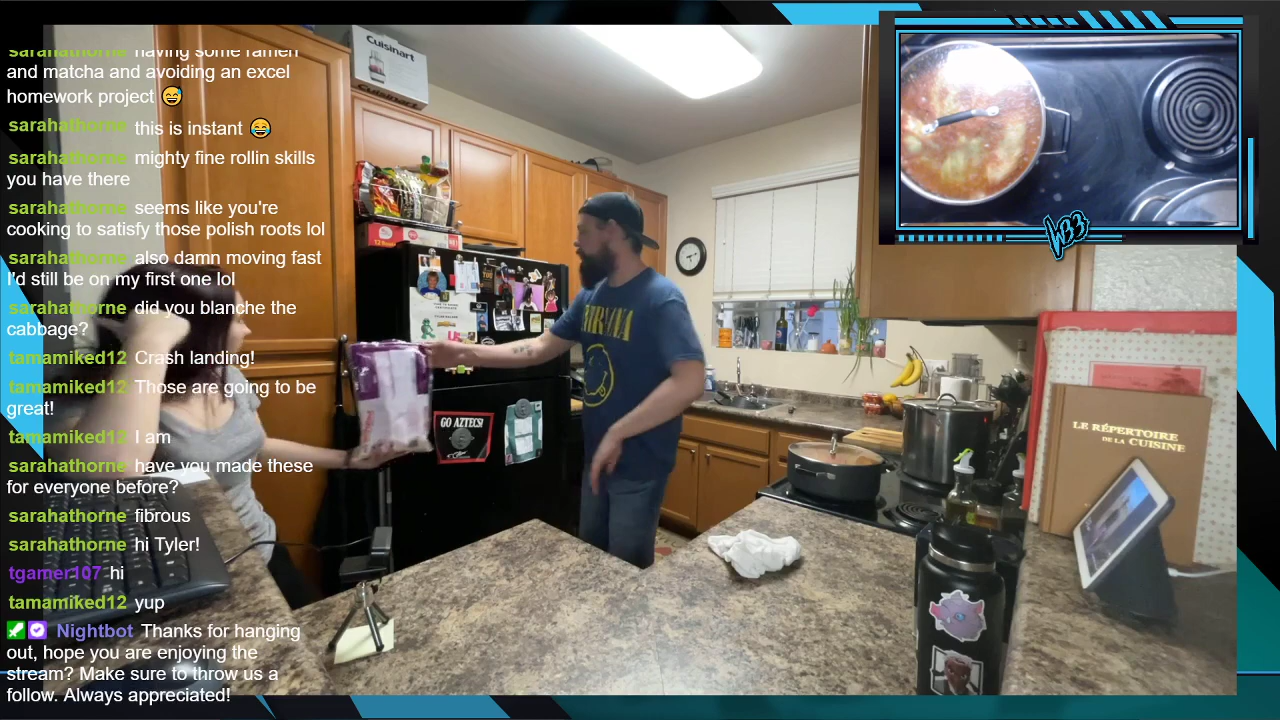 sarahathorne having some ramen
and matcha and avoiding an excel
homework project 😅
sarahathorne this is instant 😂
sarahathorne mighty fine rollin skills
you have there
sarahathorne seems like you're
cooking to satisfy those polish roots lol
sarahathorne also damn moving fast
I'd still be on my first one lol
sarahathorne did you blanche the
cabbage?
tamamiked12 Crash landing!
tamamiked12 Those are going to be
great!
tamamiked12 I am
sarahathorne have you made these
for everyone before?
sarahathorne fibrous
sarahathorne hi Tyler!
tgamer107 hi
tamamiked12 yup
Nightbot Thanks for hanging
out, hope you are enjoying the
stream? Make sure to throw us a
follow. Always appreciated!
Cuisinart
Cuisinart
NIRVANA
GO AZTECS!
LE RÉPERTOIRE
DE LA CUISINE